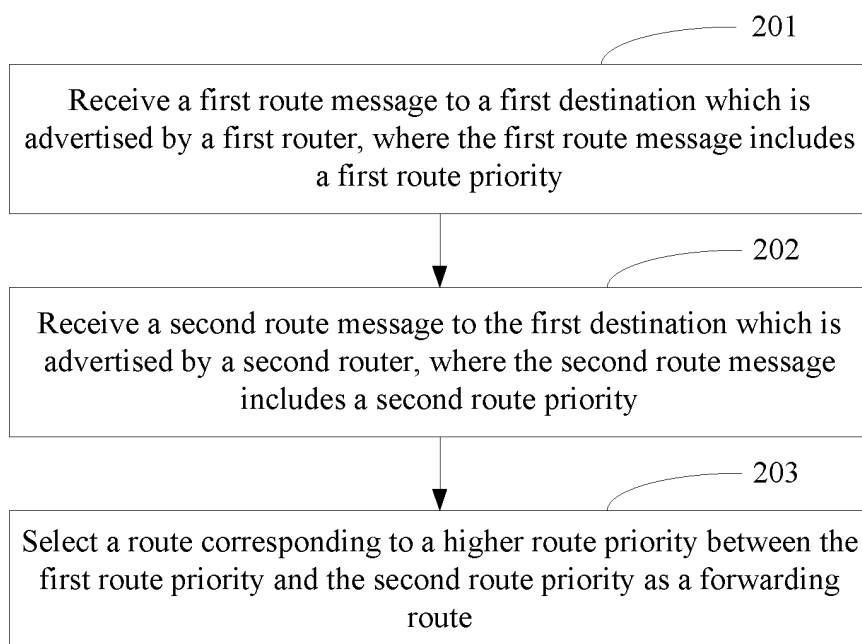 201
Receive a first route message to a first destination which is
advertised by a first router, where the first route message includes
a first route priority
202
Receive a second route message to the first destination which is
advertised by a second router, where the second route message
includes a second route priority
203
Select a route corresponding to a higher route priority between the
first route priority and the second route priority as a forwarding
route